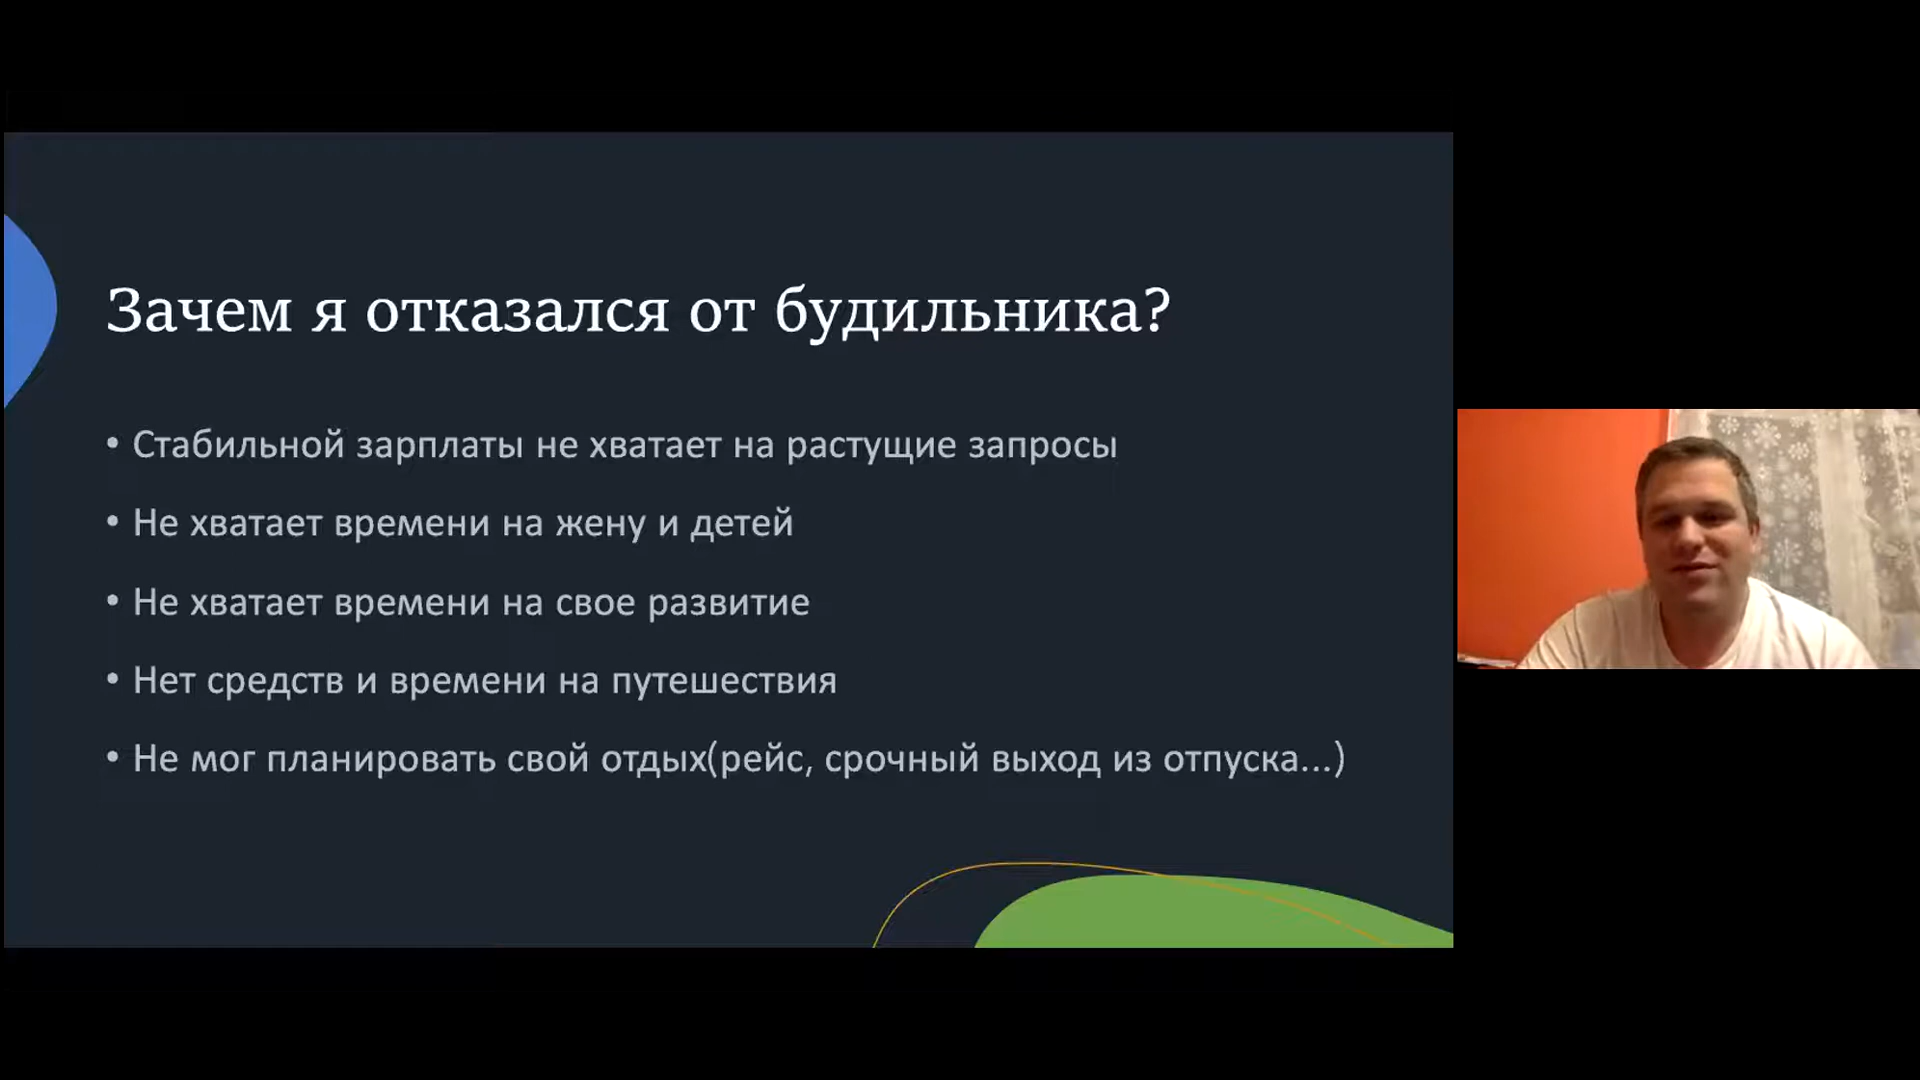 Зачем я отказался от будильника?
• Стабильной зарплаты не хватает на растущие запросы
• Не хватает времени на жену и детей
• Не хватает времени на свое развитие
• Нет средств и времени на путешествия
• Не мог планировать свой отдых(рейс, срочный выход из отпуска...)